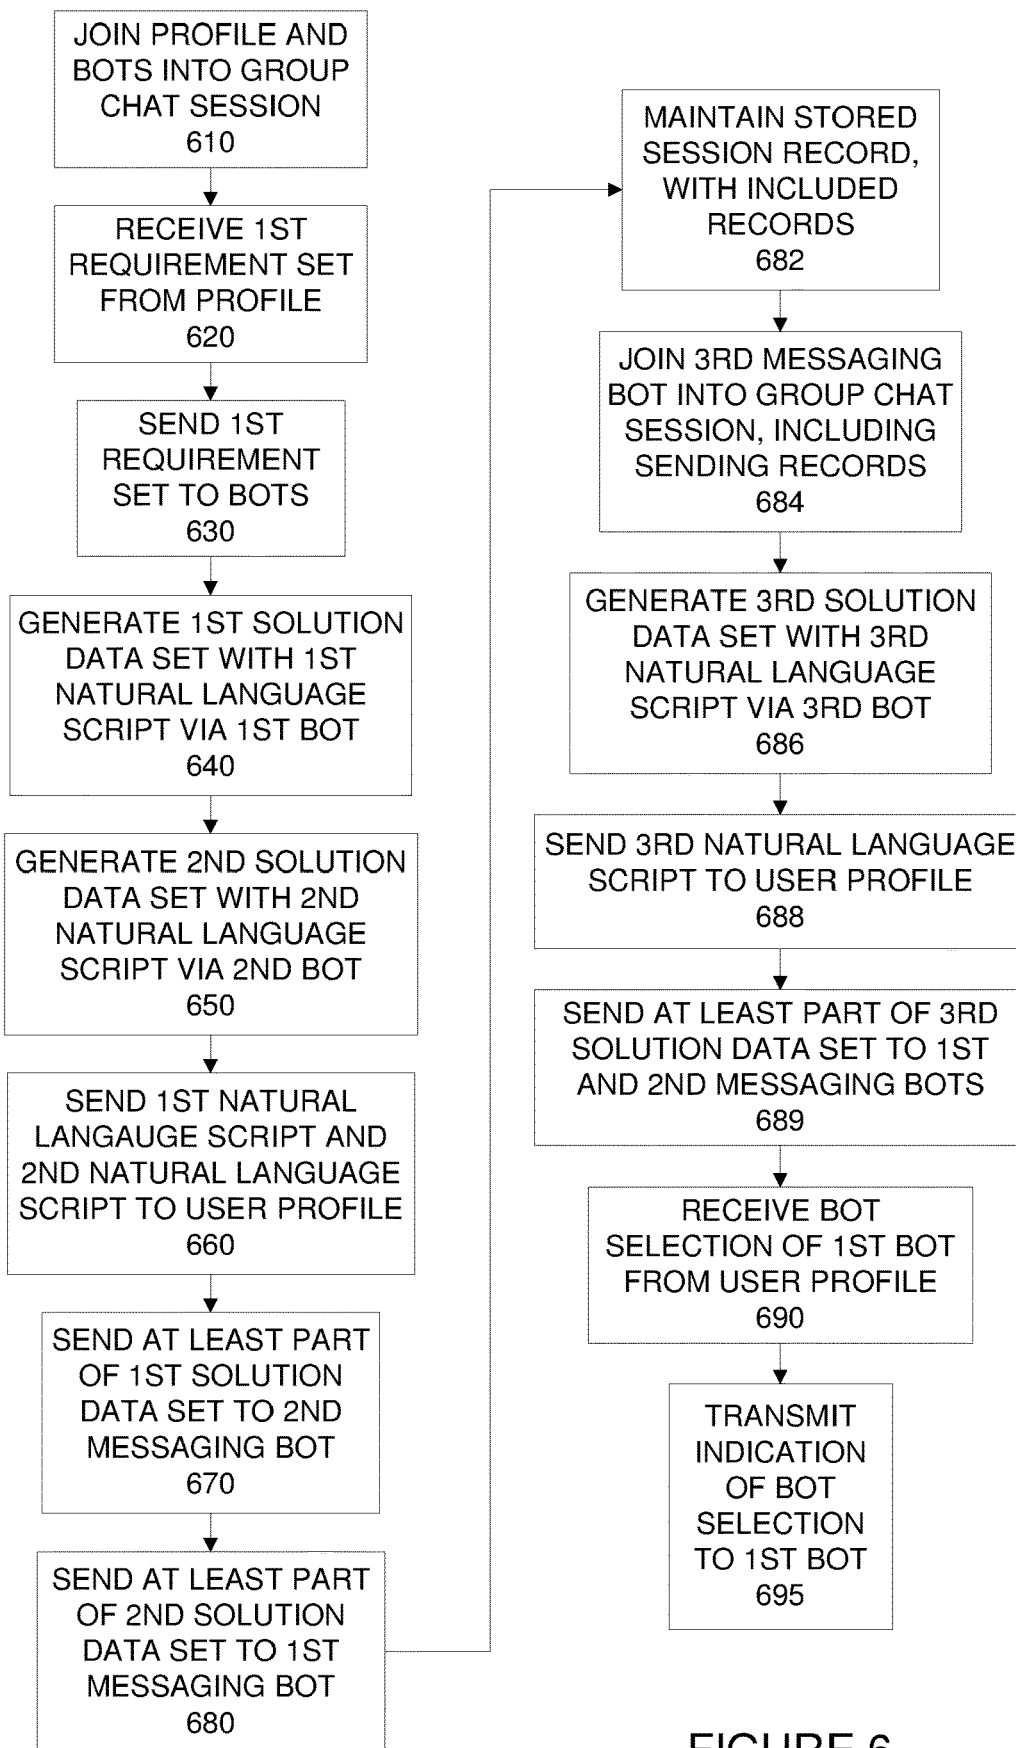 JOIN PROFILE AND
BOTS INTO GROUP
CHAT SESSION
610
RECEIVE 1ST
REQUIREMENT SET
FROM PROFILE
620
SEND 1ST
REQUIREMENT
SET TO BOTS
630
GENERATE 1ST SOLUTION
DATA SET WITH 1ST
NATURAL LANGUAGE
SCRIPT VIA 1ST BOT
640
GENERATE 2ND SOLUTION
DATA SET WITH 2ND
NATURAL LANGUAGE
SCRIPT VIA 2ND BOT
650
SEND 1ST NATURAL
LANGAUGE SCRIPT AND
2ND NATURAL LANGUAGE
SCRIPT TO USER PROFILE
660
SEND AT LEAST PART
OF 1ST SOLUTION
DATA SET TO 2ND
MESSAGING BOT
670
SEND AT LEAST PART
OF 2ND SOLUTION
DATA SET TO 1ST
MESSAGING BOT
680
MAINTAIN STORED
SESSION RECORD,
WITH INCLUDED
RECORDS
682
JOIN 3RD MESSAGING
BOT INTO GROUP CHAT
SESSION, INCLUDING
SENDING RECORDS
684
GENERATE 3RD SOLUTION
DATA SET WITH 3RD
NATURAL LANGUAGE
SCRIPT VIA 3RD BOT
686
SEND 3RD NATURAL LANGUAGE
SCRIPT TO USER PROFILE
688
SEND AT LEAST PART OF 3RD
SOLUTION DATA SET TO 1ST
AND 2ND MESSAGING BOTS
689
RECEIVE BOT
SELECTION OF 1ST BOT
FROM USER PROFILE
690
TRANSMIT
INDICATION
OF BOT
SELECTION
TO 1ST BOT
695
FIGURE 6